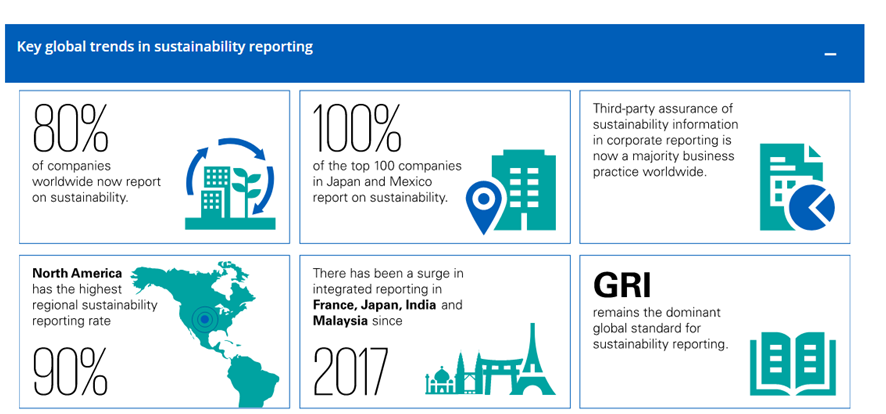 Key global trends in sustainability reporting
80%
of companies
worldwide now report
on sustainability.
100%
of the top 100 companies
in Japan and Mexico
report on sustainability.
Third-party assurance of
sustainability information
in corporate reporting is
now a majority business
practice worldwide.
North America
has the highest
regional sustainability
reporting rate
90%
There has been a surge in
integrated reporting in
France, Japan, India and
Malaysia since
2017
GRI
remains the dominant
global standard for
sustainability reporting.